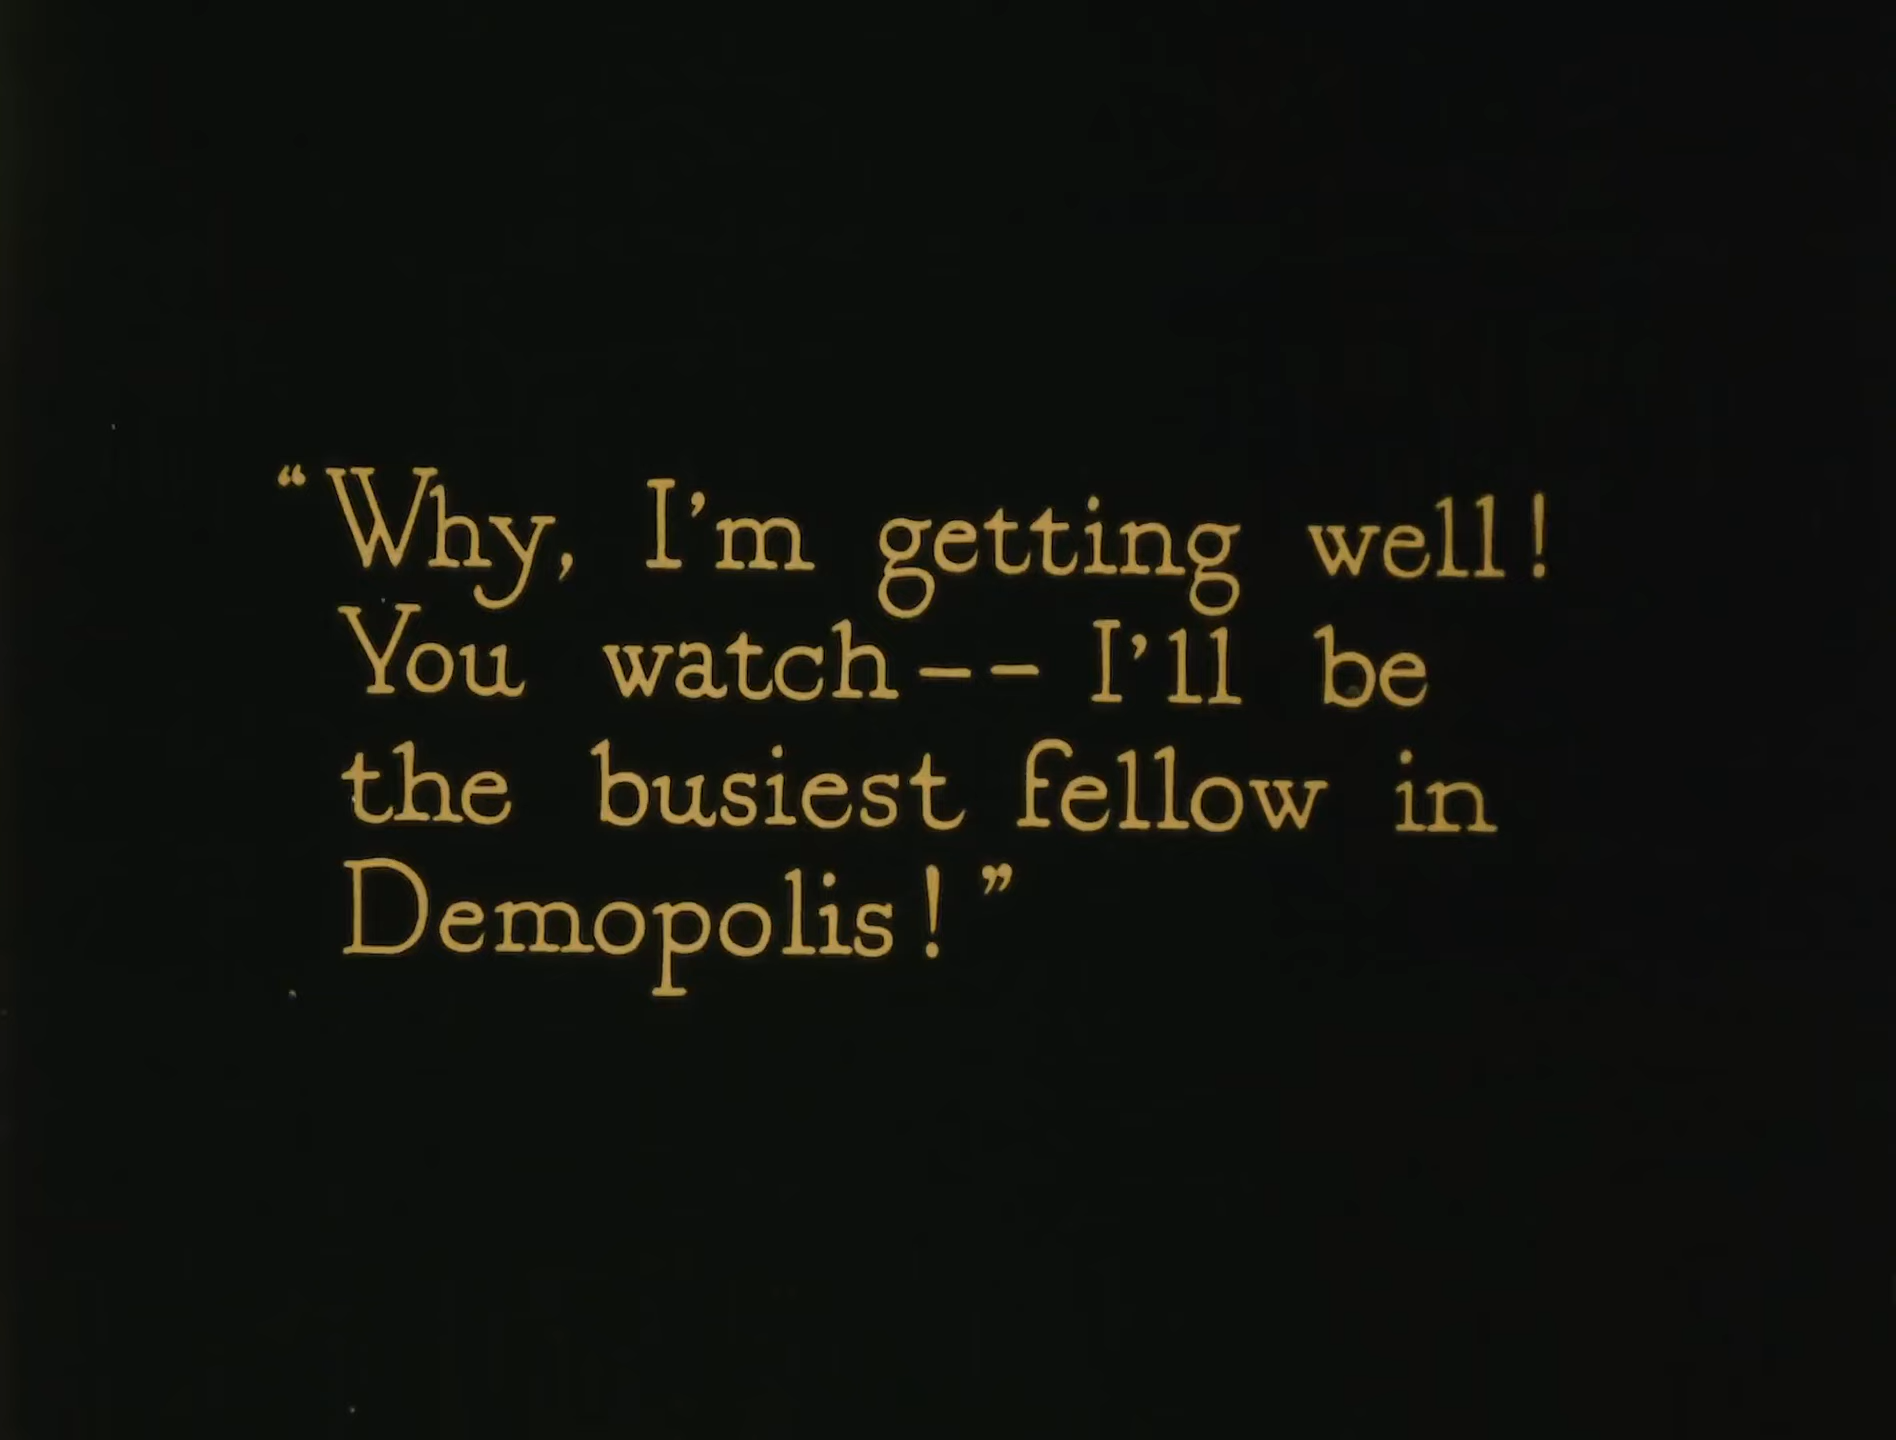 “Why, I’m getting well!
You watch-- I’ll be
the busiest fellow in
Demopolis!”